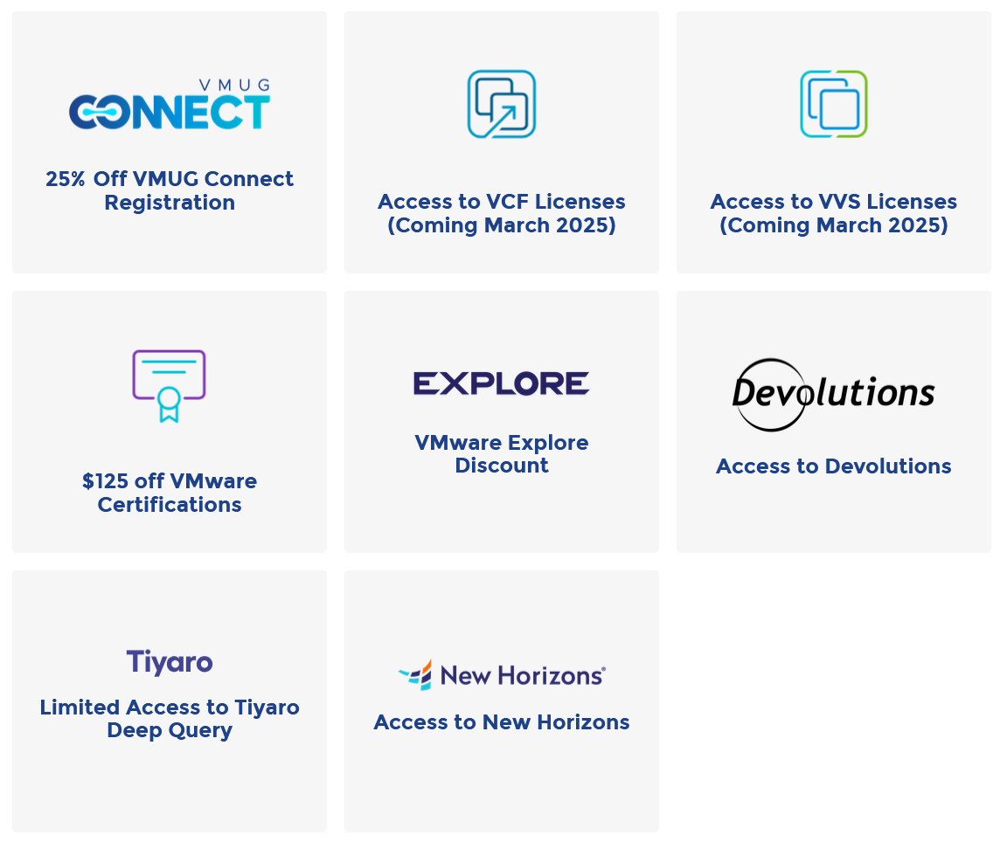 VMUG
CONNECT
25% Off VMUG Connect
Registration
Access to VCF Licenses
(Coming March 2025)
Access to VVS Licenses
(Coming March 2025)
$125 off VMware
Certifications
EXPLORE
VMware Explore
Discount
Devolutions
Access to Devolutions
Tiyaro
Limited Access to Tiyaro
Deep Query
New Horizons®
Access to New Horizons